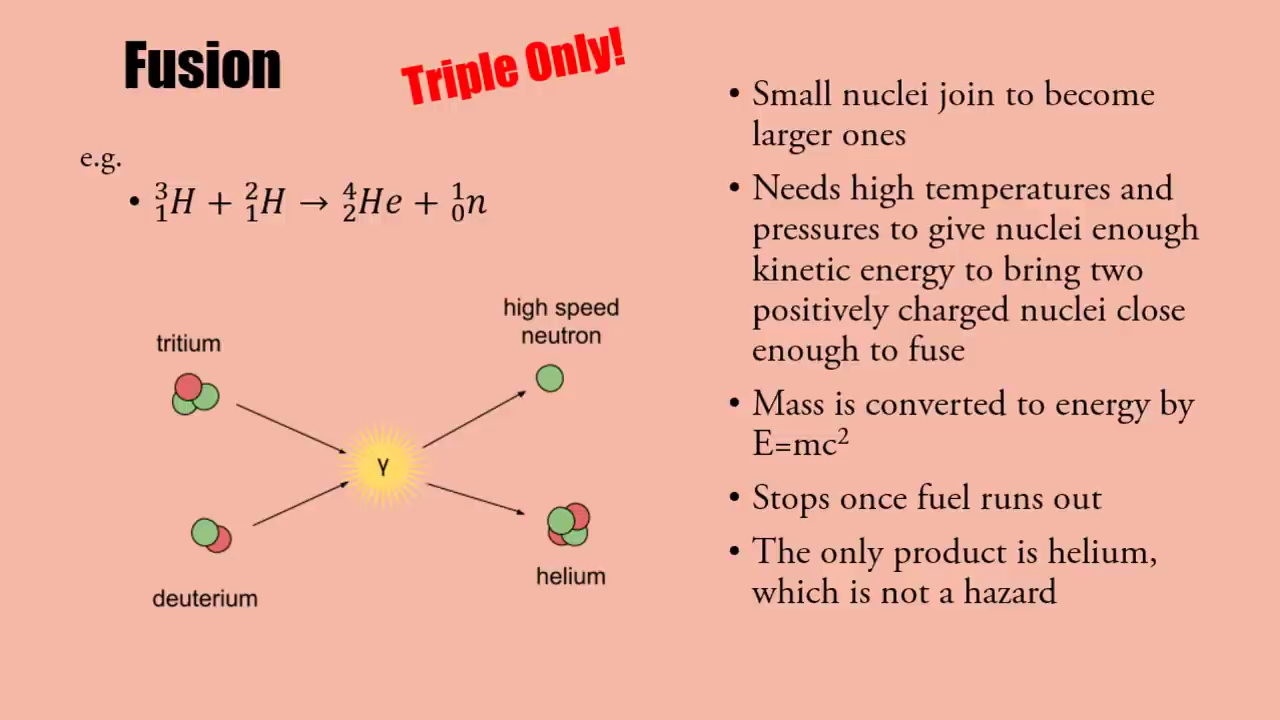 Fusion
Triple Only!
e.g.
• ³₁H + ²₁H → ⁴₂He + ¹₀n
tritium
high speed
neutron
γ
deuterium
helium
• Small nuclei join to become
larger ones
• Needs high temperatures and
pressures to give nuclei enough
kinetic energy to bring two
positively charged nuclei close
enough to fuse
• Mass is converted to energy by
E=mc²
• Stops once fuel runs out
• The only product is helium,
which is not a hazard